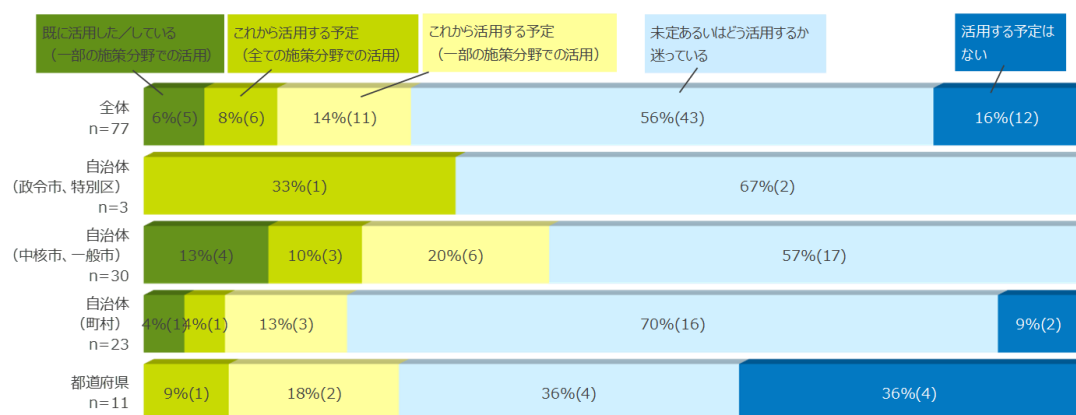 既に活用した／している
（一部の施策分野での活用）
これから活用する予定
（全ての施策分野での活用）
これから活用する予定
（一部の施策分野での活用）
未定あるいはどう活用するか
迷っている
活用する予定は
ない
全体
n=77
6%(5)
8%(6)
14%(11)
56%(43)
16%(12)
自治体
（政令市、特別区）
n=3
33%(1)
67%(2)
自治体
（中核市、一般市）
n=30
13%(4)
10%(3)
20%(6)
57%(17)
自治体
（町村）
n=23
4%(1)
4%(1)
13%(3)
70%(16)
9%(2)
都道府県
n=11
9%(1)
18%(2)
36%(4)
36%(4)